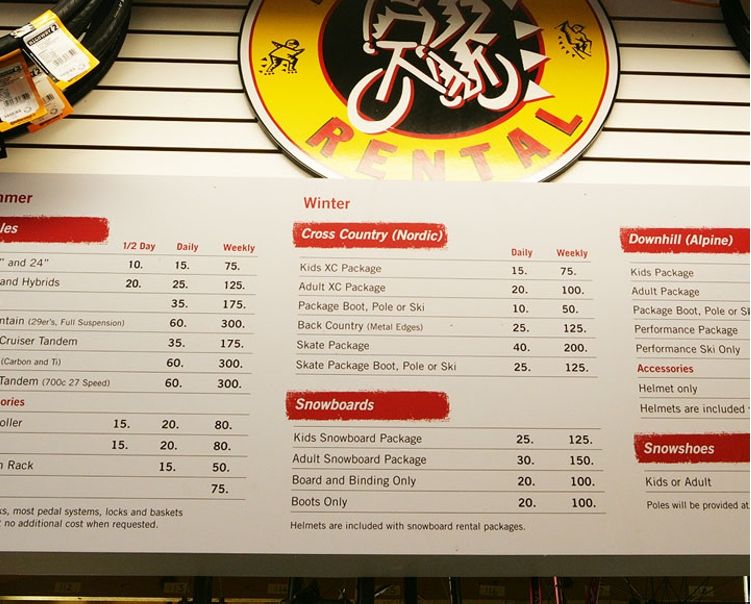 RENTAL
mmer
les
1/2 Day Daily Weekly
" and 24" 10. 15. 75.
and Hybrids 20. 25. 125.
35. 175.
ntain (29er's, Full Suspension) 60. 300.
Cruiser Tandem 35. 175.
(Carbon and Ti) 60. 300.
Tandem (700c 27 Speed) 60. 300.
ories
oller 15. 20. 80.
15. 20. 80.
n Rack 15. 50.
75.
ks, most pedal systems, locks and baskets
t no additional cost when requested.
Winter
Cross Country (Nordic)
Daily Weekly
Kids XC Package 15. 75.
Adult XC Package 20. 100.
Package Boot, Pole or Ski 10. 50.
Back Country (Metal Edges) 25. 125.
Skate Package 40. 200.
Skate Package Boot, Pole or Ski 25. 125.
Snowboards
Kids Snowboard Package 25. 125.
Adult Snowboard Package 30. 150.
Board and Binding Only 20. 100.
Boots Only 20. 100.
Helmets are included with snowboard rental packages.
Downhill (Alpine)
Kids Package
Adult Package
Package Boot, Pole or Sk
Performance Package
Performance Ski Only
Accessories
Helmet only
Helmets are included
Snowshoes
Kids or Adult
Poles will be provided at